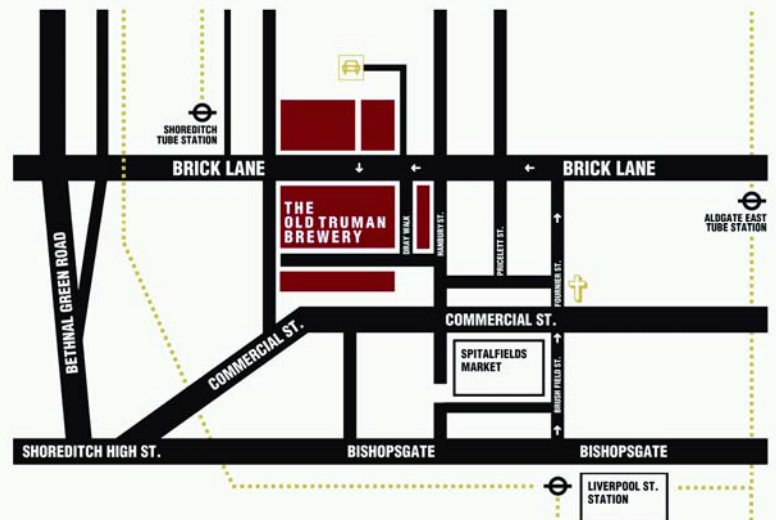 SHOREDITCH
TUBE STATION
BRICK LANE
BRICK LANE
THE
OLD TRUMAN
BREWERY
DRAY WALK
HANBURY ST.
PRICELETT ST.
FOURNIER ST.
ALDGATE EAST
TUBE STATION
BETHNAL GREEN ROAD
COMMERCIAL ST.
COMMERCIAL ST.
SPITALFIELDS
MARKET
BRUSH FIELD ST.
SHOREDITCH HIGH ST.
BISHOPSGATE
BISHOPSGATE
LIVERPOOL ST.
STATION